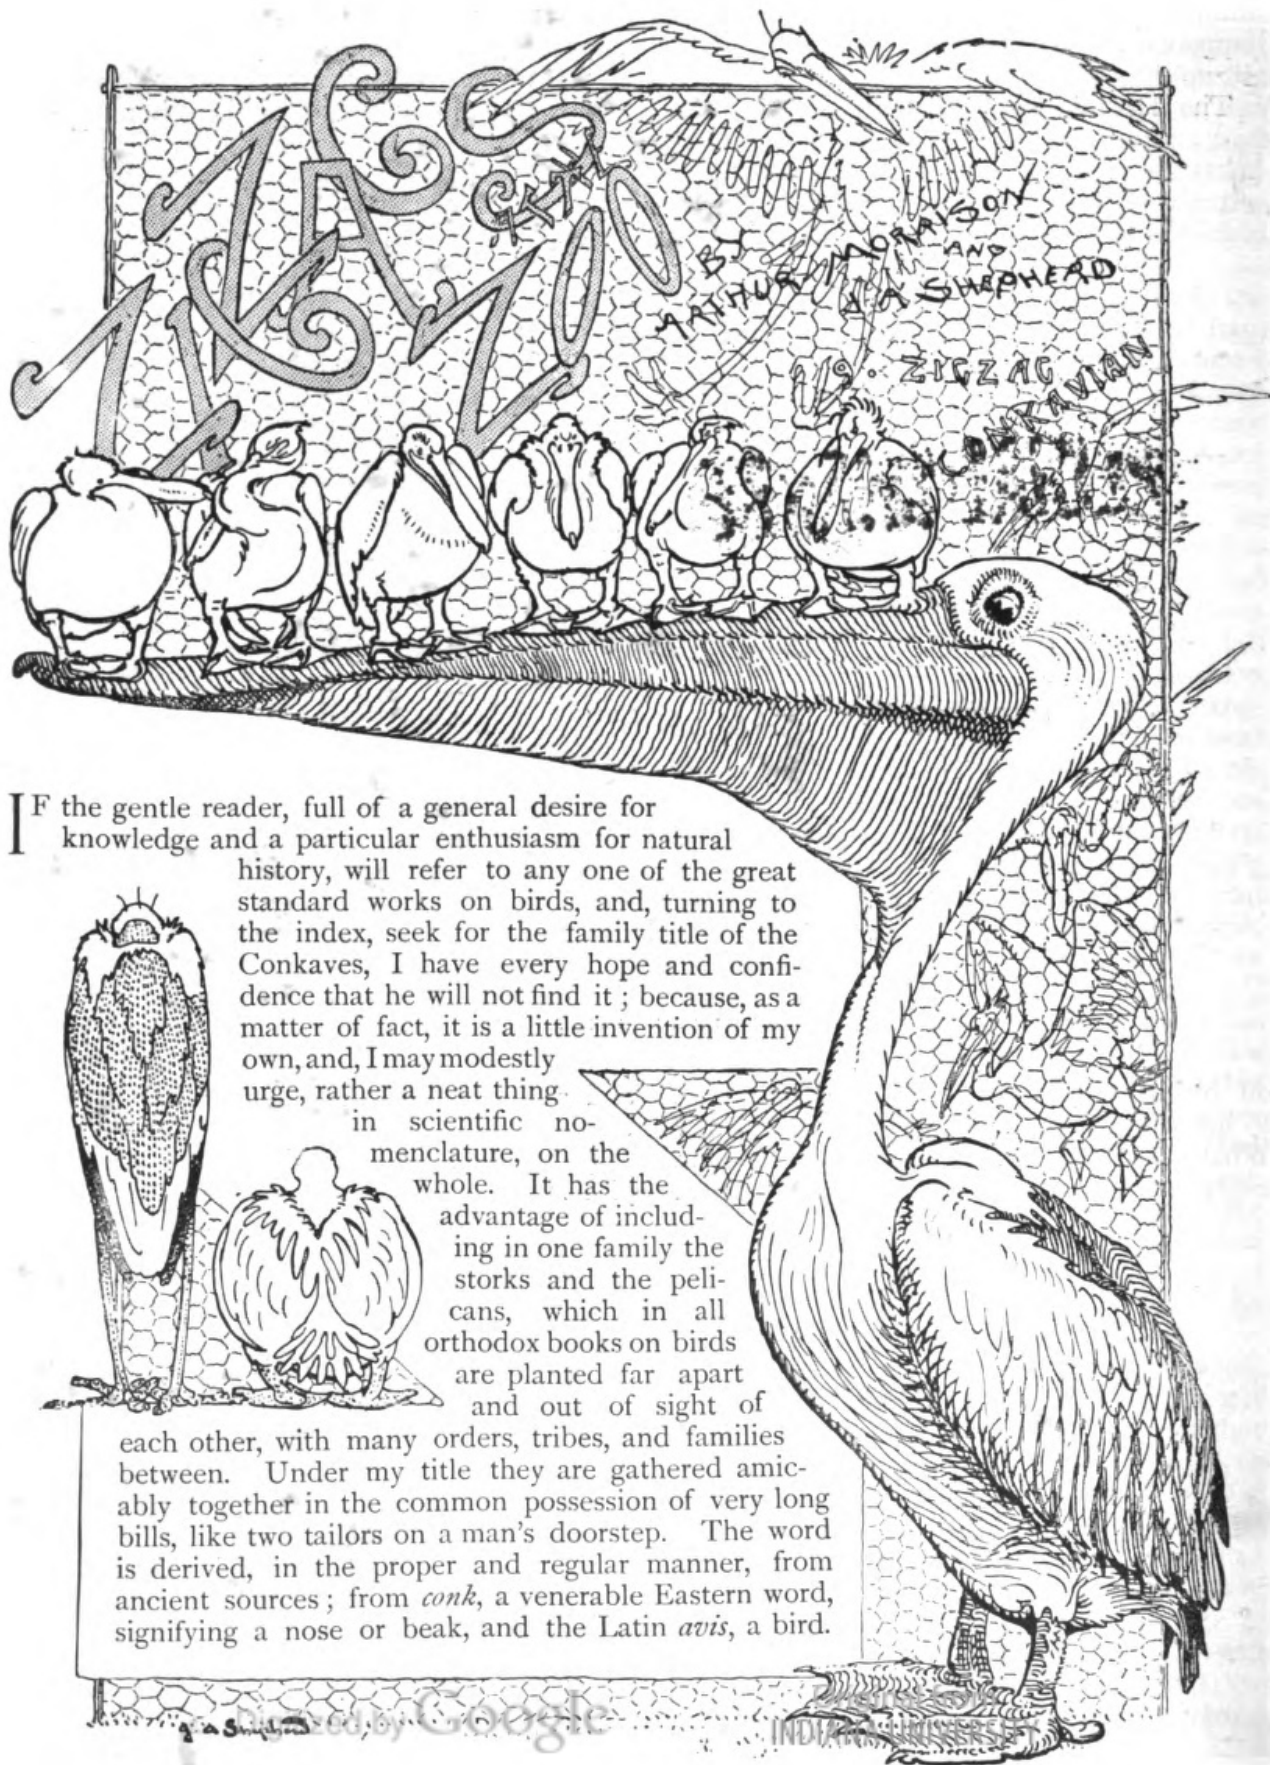 ZIG ZAGS AT THE ZOO
BY
ARTHUR MORRISON
AND
J A SHEPHERD
19. ZIGZAG
CONKAVIAN
IF the gentle reader, full of a general desire for
knowledge and a particular enthusiasm for natural
history, will refer to any one of the great
standard works on birds, and, turning to
the index, seek for the family title of the
Conkaves, I have every hope and confi-
dence that he will not find it ; because, as a
matter of fact, it is a little invention of my
own, and, I may modestly
urge, rather a neat thing
in scientific no-
menclature, on the
whole. It has the
advantage of includ-
ing in one family the
storks and the peli-
cans, which in all
orthodox books on birds
are planted far apart
and out of sight of
each other, with many orders, tribes, and families
between. Under my title they are gathered amic-
ably together in the common possession of very long
bills, like two tailors on a man's doorstep. The word
is derived, in the proper and regular manner, from
ancient sources ; from conk, a venerable Eastern word,
signifying a nose or beak, and the Latin avis, a bird.
J A Shepherd
Digitized by Google
Original from
INDIANA UNIVERSITY